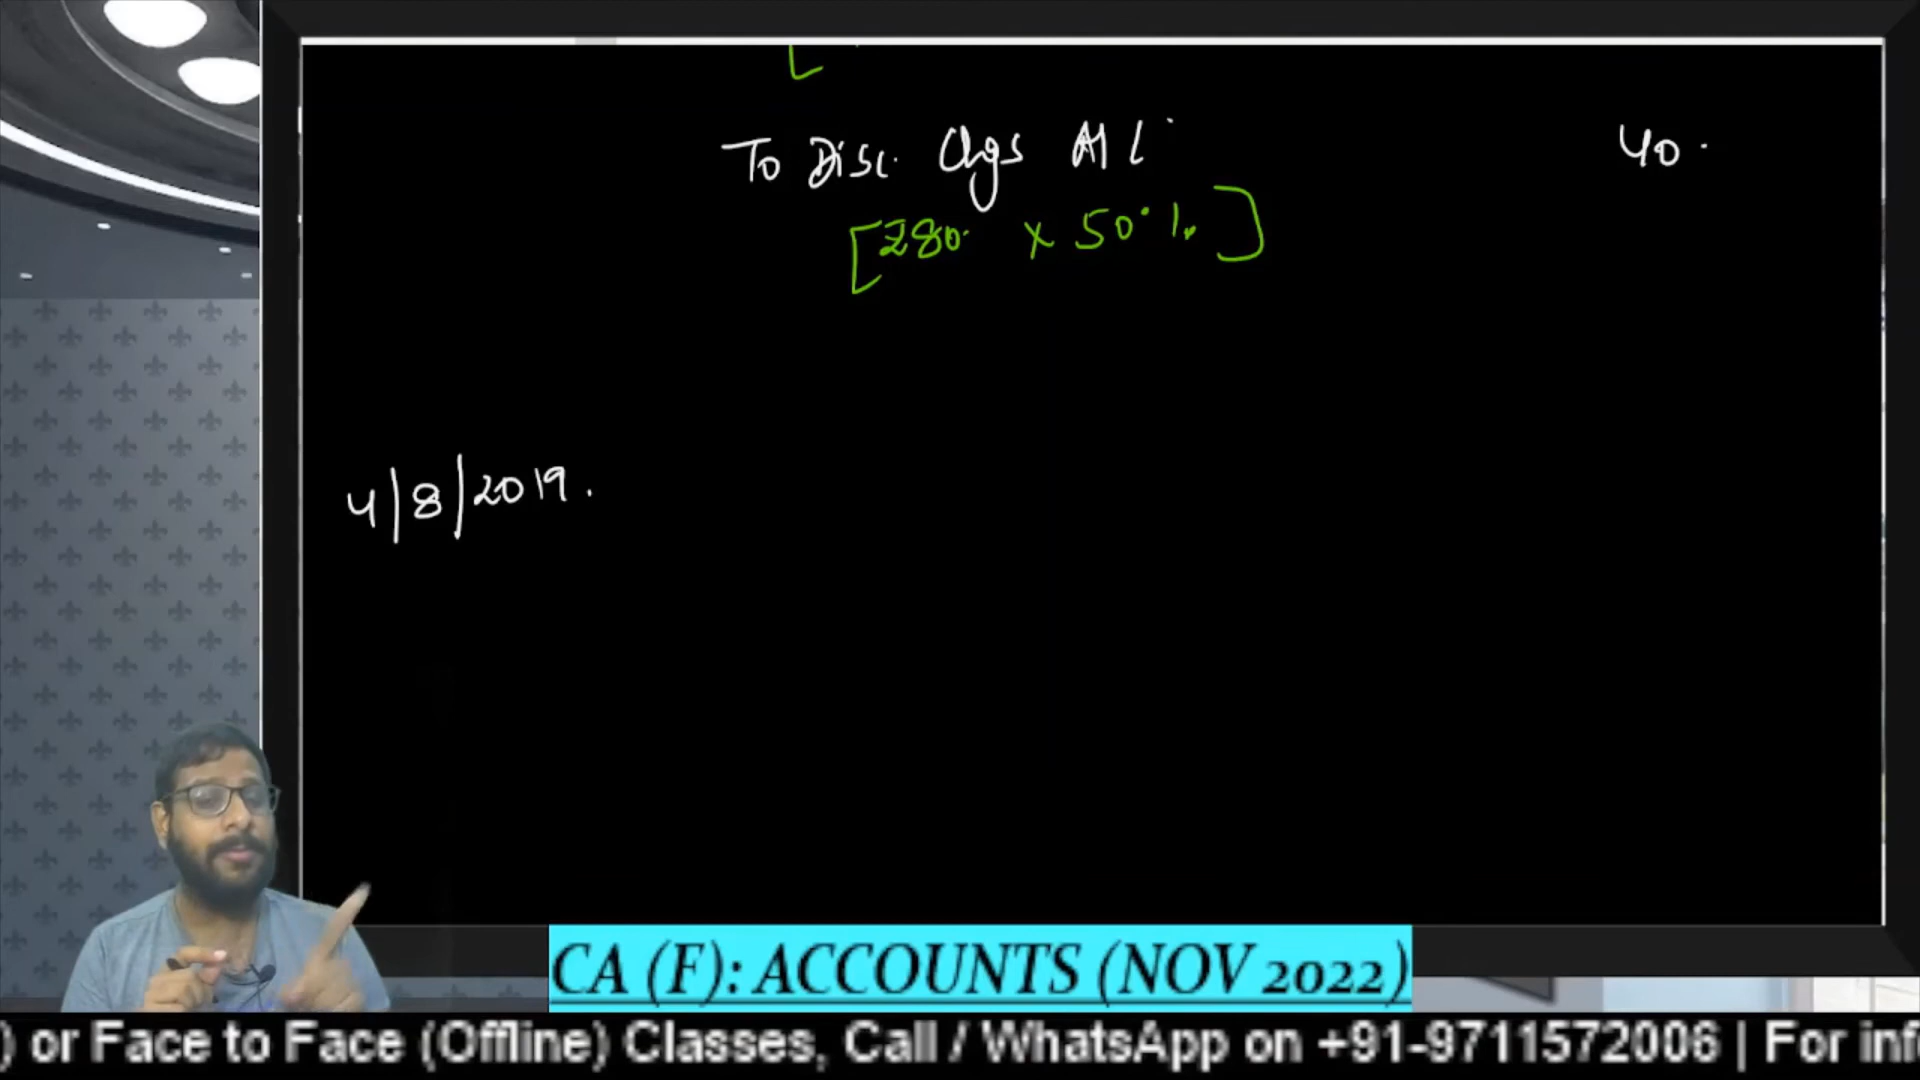 To Disc. Chgs A/c 40.
[₹80. x 50%]
4/8/2019.
CA (F): ACCOUNTS (NOV 2022)
) or Face to Face (Offline) Classes, Call / WhatsApp on +91-9711572006 | For inf